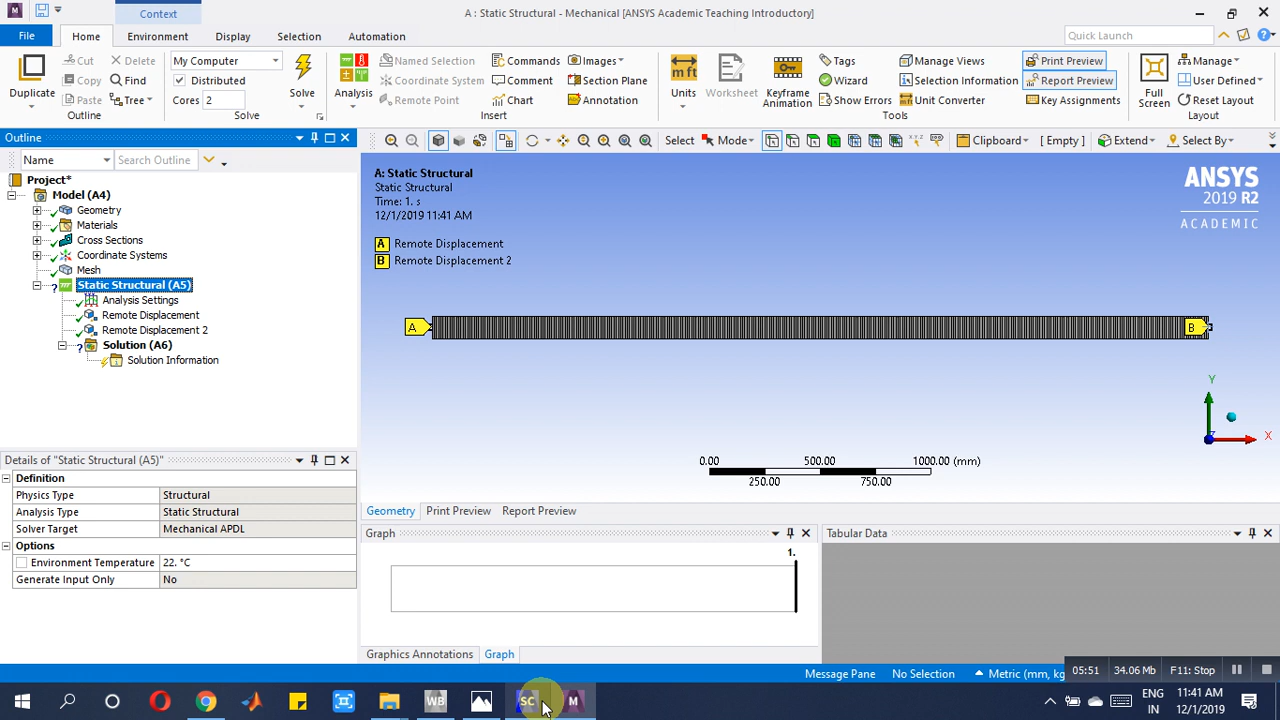 Context
A : Static Structural - Mechanical [ANSYS Academic Teaching Introductory]
File
Home
Environment
Display
Selection
Automation
Quick Launch
Duplicate
Cut
Copy
Paste
Delete
Find
Tree
Outline
My Computer
Distributed
Cores 2
Solve
Solve
Analysis
Named Selection
Coordinate System
Remote Point
Commands
Comment
Chart
Images
Section Plane
Annotation
Insert
Units
Worksheet
Keyframe
Animation
Tags
Wizard
Show Errors
Manage Views
Selection Information
Unit Converter
Print Preview
Report Preview
Key Assignments
Tools
Full
Screen
Manage
User Defined
Reset Layout
Layout
Outline
Select
Mode
Clipboard
[ Empty ]
Extend
Select By
Name
Search Outline
Project*
Model (A4)
Geometry
Materials
Cross Sections
Coordinate Systems
Mesh
Static Structural (A5)
Analysis Settings
Remote Displacement
Remote Displacement 2
Solution (A6)
Solution Information
A: Static Structural
Static Structural
Time: 1. s
12/1/2019 11:41 AM
A Remote Displacement
B Remote Displacement 2
ANSYS
2019 R2
ACADEMIC
A
B
Y
X
Z
0.00
500.00
1000.00 (mm)
250.00
750.00
Details of "Static Structural (A5)"
Definition
Physics Type Structural
Analysis Type Static Structural
Solver Target Mechanical APDL
Options
Environment Temperature 22. °C
Generate Input Only No
Geometry
Print Preview
Report Preview
Graph
1.
Tabular Data
Graphics Annotations
Graph
Message Pane
No Selection
Metric (mm, kg
05:51
34.06 Mb
F11: Stop
WB
SC
M
ENG
IN
11:41 AM
12/1/2019